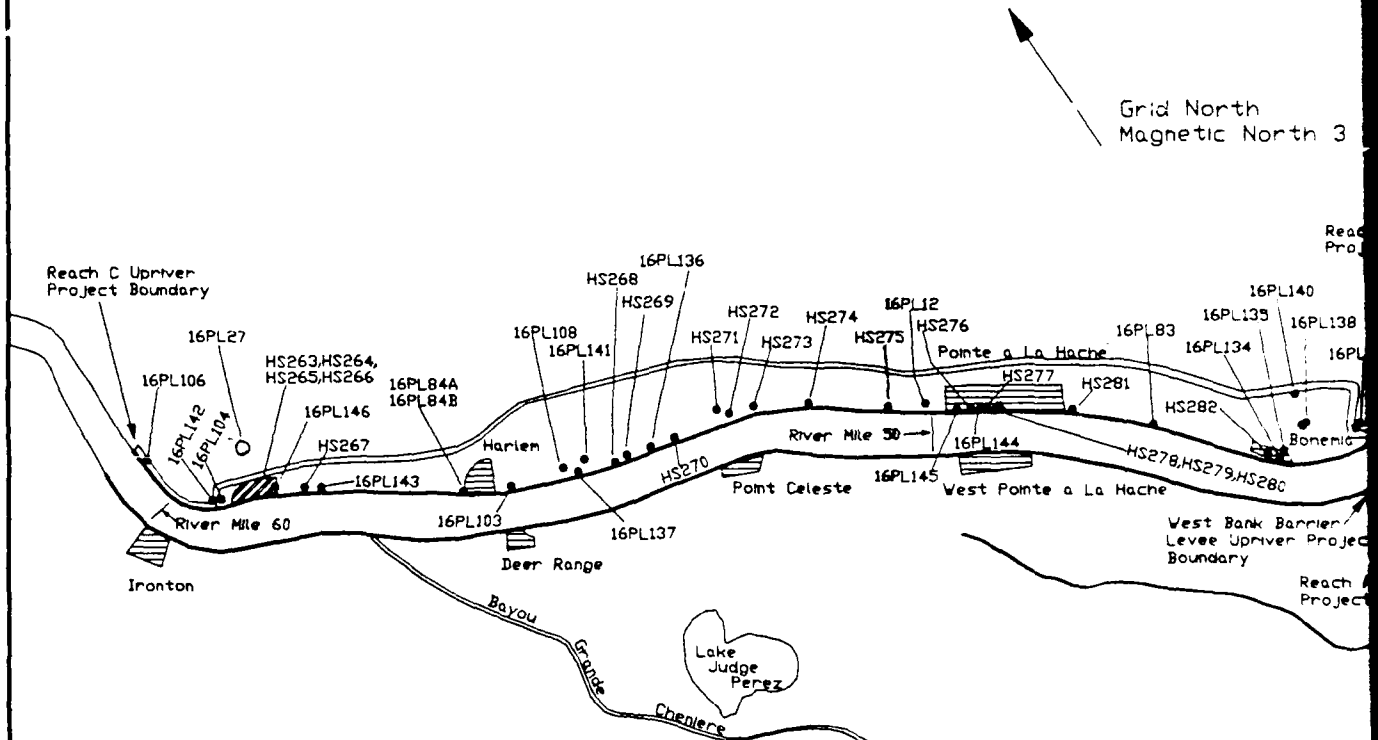 Grid North
Magnetic North 3
Reach C Upriver
Project Boundary
16PL27
16PL106
16PL142
16PL104
HS263,HS264,
HS265,HS266
16PL146
HS267
16PL143
16PL84A
16PL84B
Harlem
16PL103
16PL108
16PL141
HS268
HS269
16PL136
16PL137
HS270
HS271
HS272
HS273
HS274
HS275
16PL12
HS276
Pointe a La Hache
HS277
HS281
16PL83
16PL140
16PL135
16PL138
16PL134
16PL
HS282
Bohemia
River Mile 50
16PL144
16PL145
HS278,HS279,HS280
West Pointe a La Hache
Point Celeste
River Mile 60
Ironton
Deer Range
West Bank Barrier
Levee Upriver Projec
Boundary
Reach
Project
Bayou
Grande
Cheniere
Lake
Judge
Perez